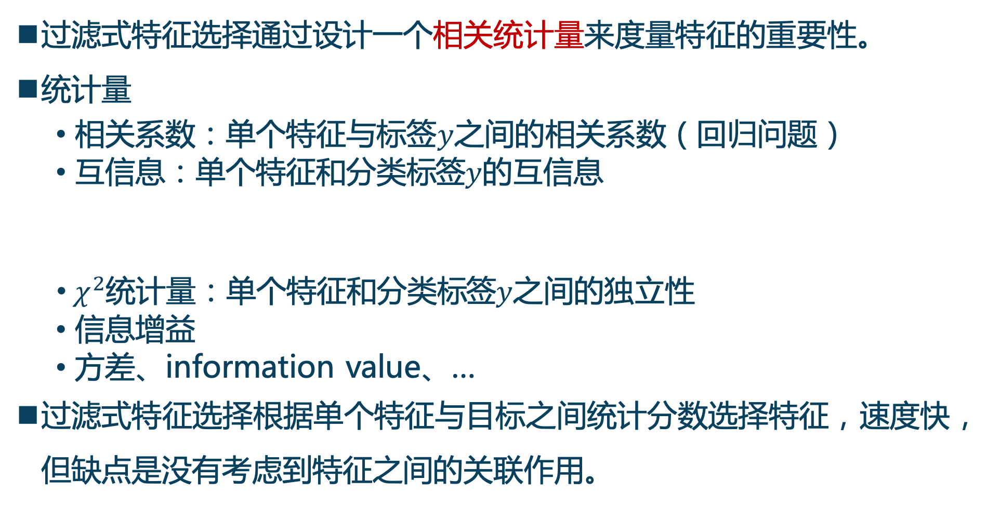 ■过滤式特征选择通过设计一个相关统计量来度量特征的重要性。
■统计量
• 相关系数：单个特征与标签y之间的相关系数（回归问题）
• 互信息：单个特征和分类标签y的互信息
• χ²统计量：单个特征和分类标签y之间的独立性
• 信息增益
• 方差、information value、…
■过滤式特征选择根据单个特征与目标之间统计分数选择特征，速度快，
但缺点是没有考虑到特征之间的关联作用。